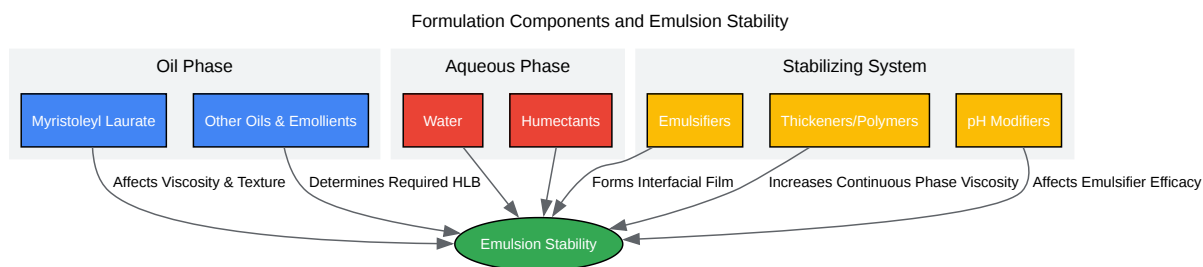 Formulation Components and Emulsion Stability
Oil Phase
Aqueous Phase
Stabilizing System
Myristoleyl Laurate
Other Oils & Emollients
Water
Humectants
Emulsifiers
Thickeners/Polymers
pH Modifiers
Affects Viscosity & Texture
Determines Required HLB
Forms Interfacial Film
Increases Continuous Phase Viscosity
Affects Emulsifier Efficacy
Emulsion Stability